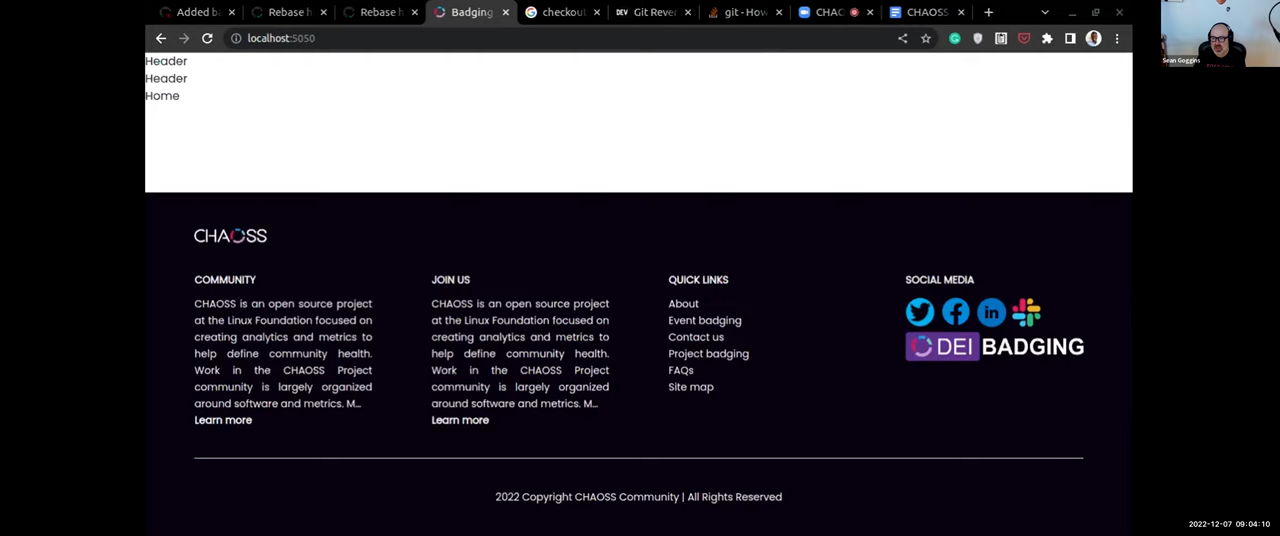 Added b
Rebase h
Rebase h
Badging
checkout
DEV Git Rever
git - How
CHAC
CHAOSS
localhost:5050
Sean Goggins
Header
Header
Home
CHAOSS
COMMUNITY
CHAOSS is an open source project
at the Linux Foundation focused on
creating analytics and metrics to
help define community health.
Work in the CHAOSS Project
community is largely organized
around software and metrics. M...
Learn more
JOIN US
CHAOSS is an open source project
at the Linux Foundation focused on
creating analytics and metrics to
help define community health.
Work in the CHAOSS Project
community is largely organized
around software and metrics. M...
Learn more
QUICK LINKS
About
Event badging
Contact us
Project badging
FAQs
Site map
SOCIAL MEDIA
in
DEI BADGING
2022 Copyright CHAOSS Community | All Rights Reserved
2022-12-07 09:04:10